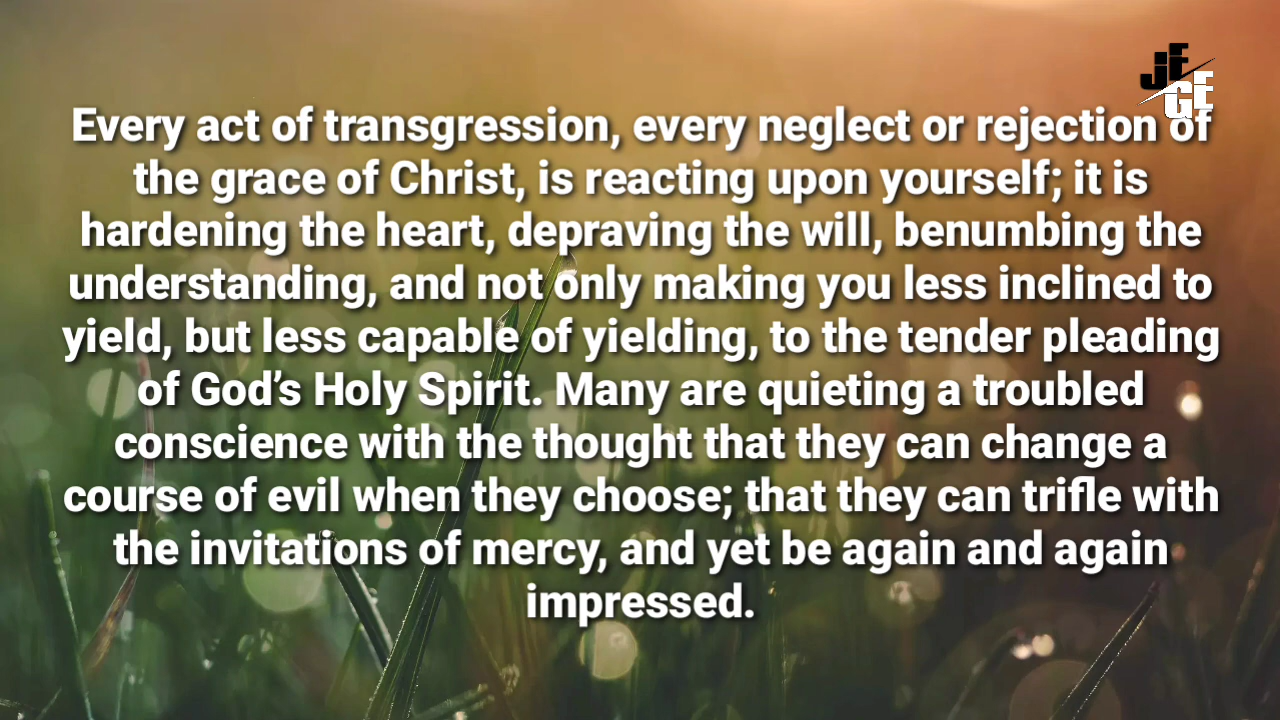 JF
GF
Every act of transgression, every neglect or rejection of
the grace of Christ, is reacting upon yourself; it is
hardening the heart, depraving the will, benumbing the
understanding, and not only making you less inclined to
yield, but less capable of yielding, to the tender pleading
of God’s Holy Spirit. Many are quieting a troubled
conscience with the thought that they can change a
course of evil when they choose; that they can trifle with
the invitations of mercy, and yet be again and again
impressed.